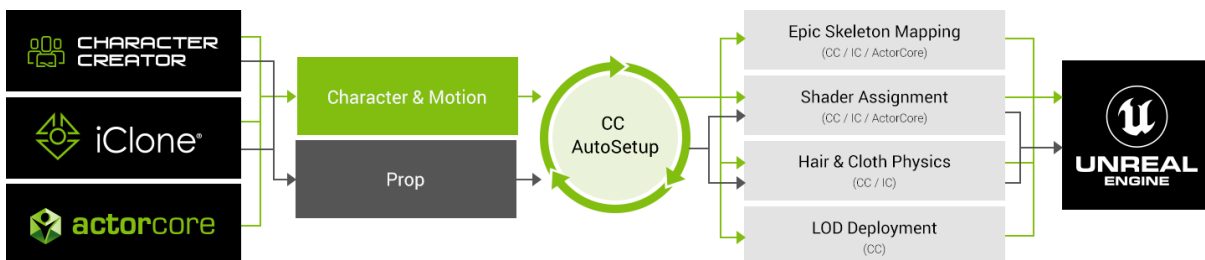 CHARACTER
CREATOR
iClone®
actorcore
Character & Motion
Prop
CC
AutoSetup
Epic Skeleton Mapping
(CC / IC / ActorCore)
Shader Assignment
(CC / IC / ActorCore)
Hair & Cloth Physics
(CC / IC)
LOD Deployment
(CC)
UNREAL
ENGINE